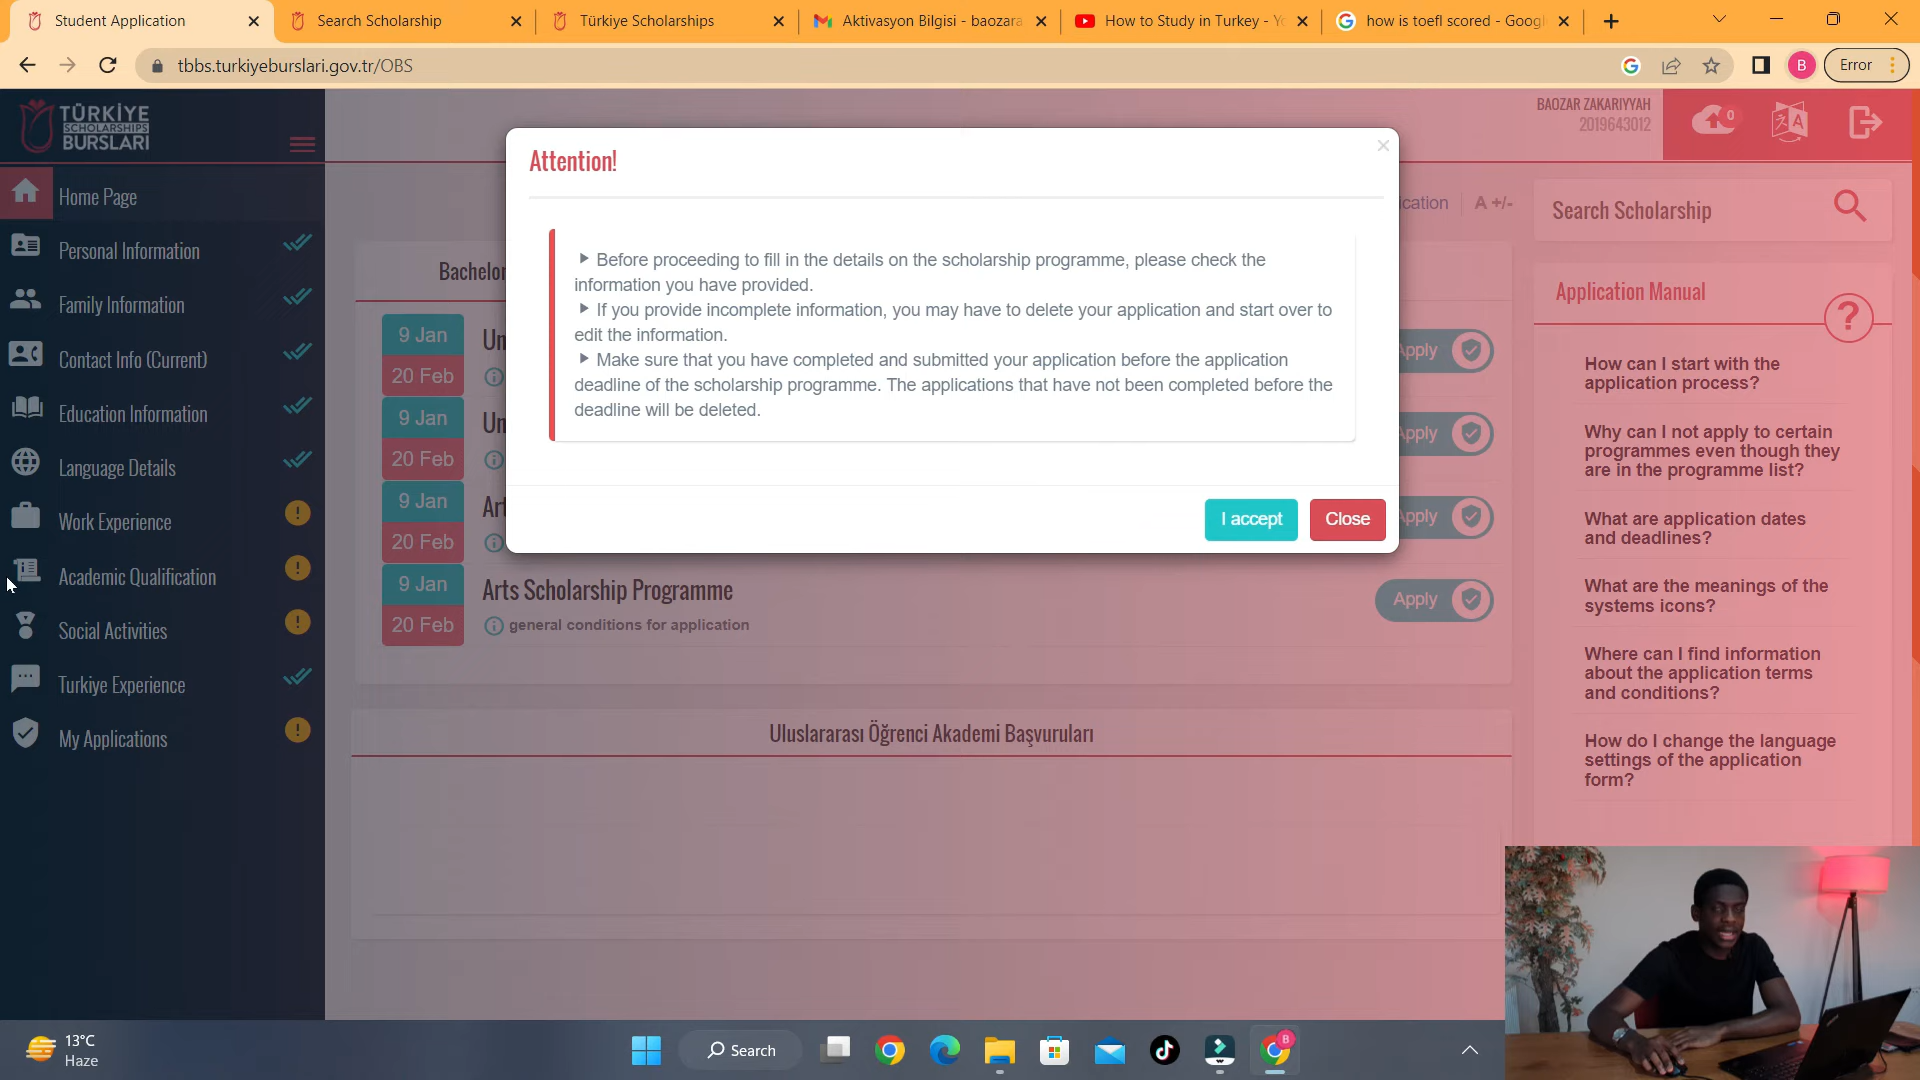 Student Application
Search Scholarship
Türkiye Scholarships
Aktivasyon Bilgisi - baozara
How to Study in Turkey - Yo
how is toefl scored - Googl
tbbs.turkiyeburslari.gov.tr/OBS
B
Error
TÜRKİYE
SCHOLARSHIPS
BURSLARI
BAOZAR ZAKARIYYAH
2019643012
0
A
Home Page
Personal Information
Family Information
Contact Info (Current)
Education Information
Language Details
Work Experience
Academic Qualification
Social Activities
Turkiye Experience
My Applications
Attention!
Before proceeding to fill in the details on the scholarship programme, please check the
information you have provided.
If you provide incomplete information, you may have to delete your application and start over to
edit the information.
Make sure that you have completed and submitted your application before the application
deadline of the scholarship programme. The applications that have not been completed before the
deadline will be deleted.
I accept
Close
ication
A +/-
Bachelor
9 Jan
20 Feb
Un
pply
9 Jan
20 Feb
Un
pply
9 Jan
20 Feb
Art
pply
9 Jan
20 Feb
Arts Scholarship Programme
general conditions for application
Apply
Uluslararası Öğrenci Akademi Başvuruları
Search Scholarship
Application Manual
?
How can I start with the
application process?
Why can I not apply to certain
programmes even though they
are in the programme list?
What are application dates
and deadlines?
What are the meanings of the
systems icons?
Where can I find information
about the application terms
and conditions?
How do I change the language
settings of the application
form?
13°C
Haze
Search
B